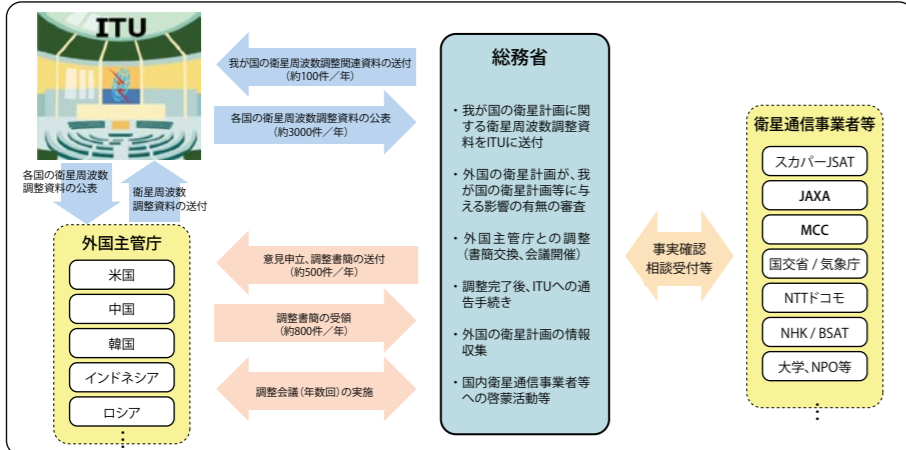 ITU
我が国の衛星周波数調整関連資料の送付
（約100件／年）
各国の衛星周波数調整資料の公表
（約3000件／年）
各国の衛星周波数
調整資料の公表
衛星周波数
調整資料の送付
外国主管庁
米国
中国
韓国
インドネシア
ロシア
⋮
意見申立、調整書簡の送付
（約500件／年）
調整書簡の受領
（約800件／年）
調整会議（年数回）の実施
総務省
・我が国の衛星計画に関
する衛星周波数調整資
料をITUに送付
・外国の衛星計画が、我
が国の衛星計画等に与
える影響の有無の審査
・外国主管庁との調整
（書簡交換、会議開催）
・調整完了後、ITUへの通
告手続き
・外国の衛星計画の情報
収集
・国内衛星通信事業者等
への啓蒙活動等
事実確認
相談受付等
衛星通信事業者等
スカパーJSAT
JAXA
MCC
国交省 / 気象庁
NTTドコモ
NHK / BSAT
大学、NPO等
⋮